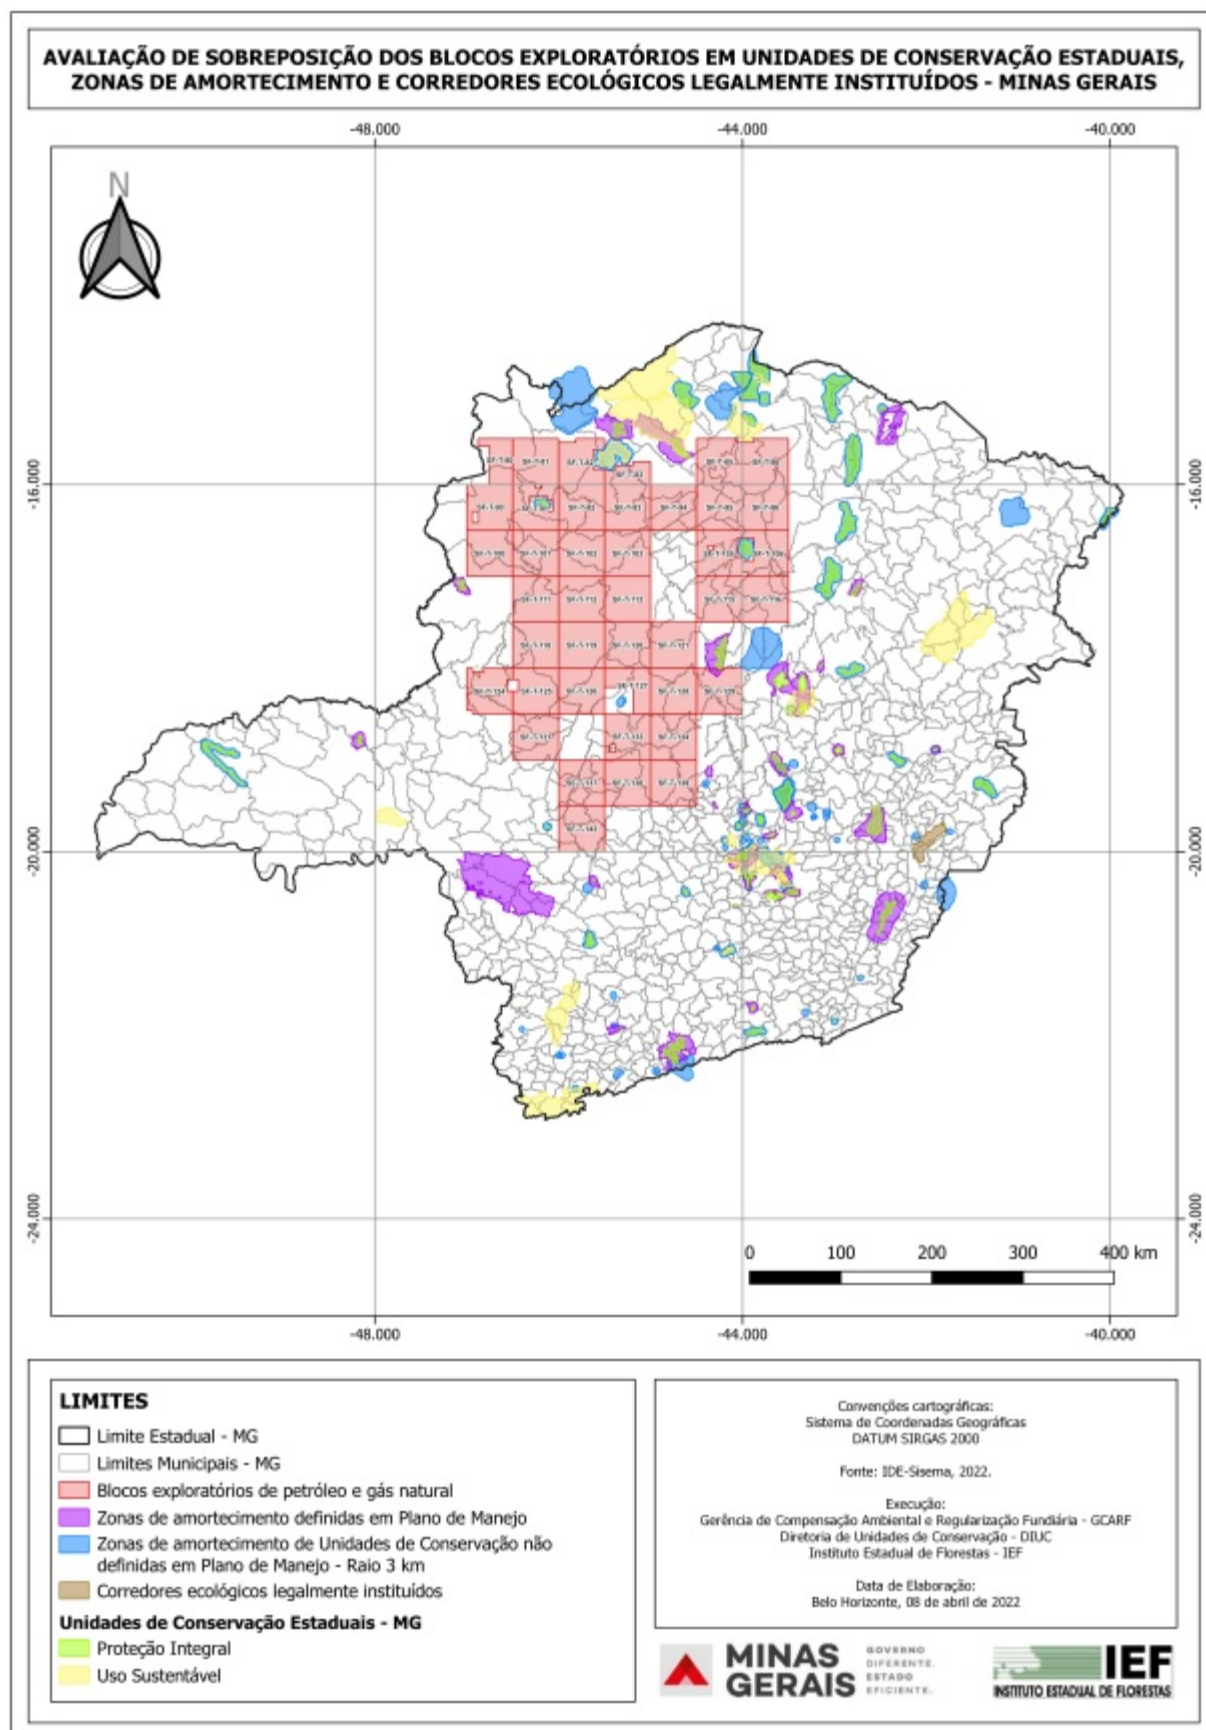 AVALIAÇÃO DE SOBREPOSIÇÃO DOS BLOCOS EXPLORATÓRIOS EM UNIDADES DE CONSERVAÇÃO ESTADUAIS,
ZONAS DE AMORTECIMENTO E CORREDORES ECOLÓGICOS LEGALMENTE INSTITUÍDOS - MINAS GERAIS
-48.000 -44.000 -40.000
N
-16.000 -16.000
-20.000 -20.000
-24.000 -24.000
0 100 200 300 400 km
-48.000 -44.000 -40.000
LIMITES
Limite Estadual - MG
Limites Municipais - MG
Blocos exploratórios de petróleo e gás natural
Zonas de amortecimento definidas em Plano de Manejo
Zonas de amortecimento de Unidades de Conservação não
definidas em Plano de Manejo - Raio 3 km
Corredores ecológicos legalmente instituídos
Unidades de Conservação Estaduais - MG
Proteção Integral
Uso Sustentável
Convenções cartográficas:
Sistema de Coordenadas Geográficas
DATUM SIRGAS 2000
Fonte: IDE-Sisema, 2022.
Execução:
Gerência de Compensação Ambiental e Regularização Fundiária - GCARF
Diretoria de Unidades de Conservação - DIUC
Instituto Estadual de Florestas - IEF
Data de Elaboração:
Belo Horizonte, 08 de abril de 2022
MINAS
GERAIS
GOVERNO
DIFERENTE.
ESTADO
EFICIENTE.
IEF
INSTITUTO ESTADUAL DE FLORESTAS